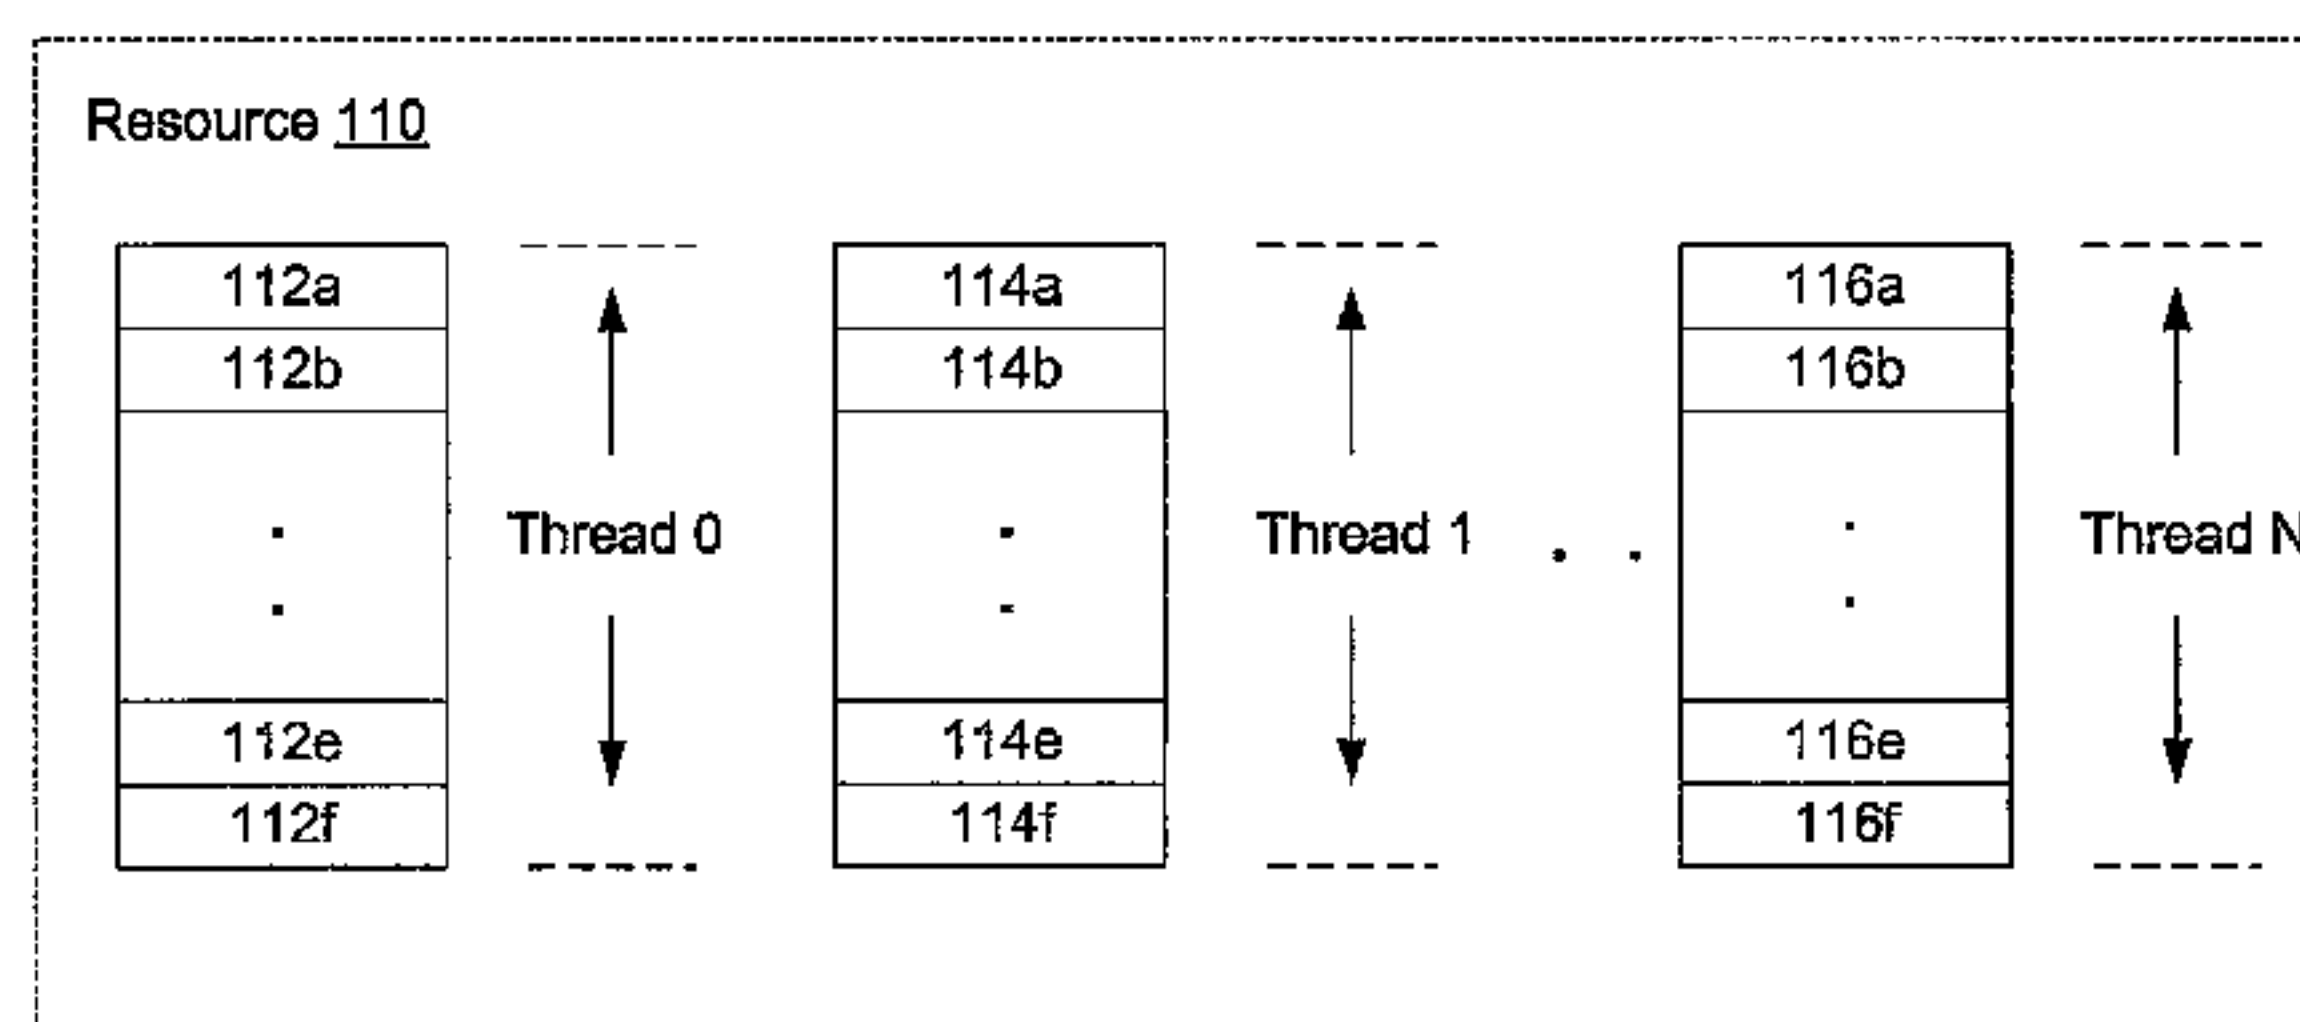 Resource 110
112a 114a 116a
112b 114b 116b
Thread 0 Thread 1 . . Thread N
112e 114e 116e
112f 114f 116f